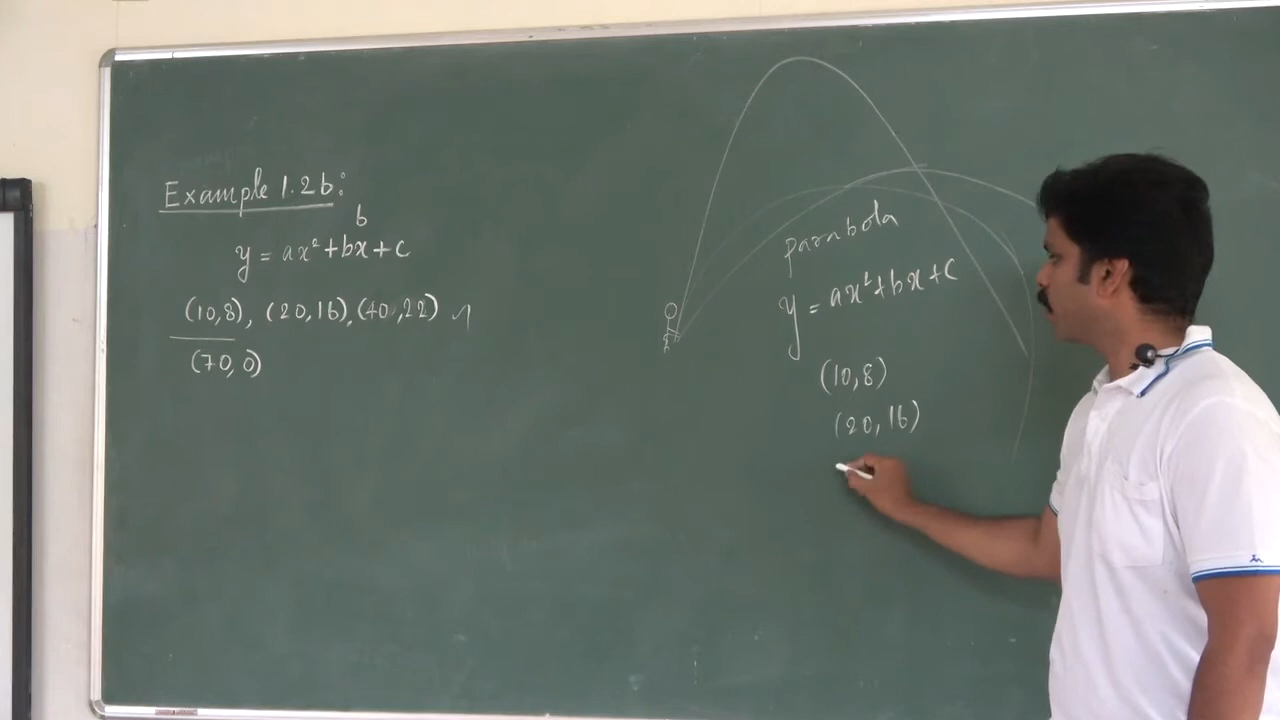 Example 1.2b:
b
y = ax² + bx + c
(10,8), (20,16), (40,22)
(70,0)
parabola
y = ax² + bx + c
(10,8)
(20,16)